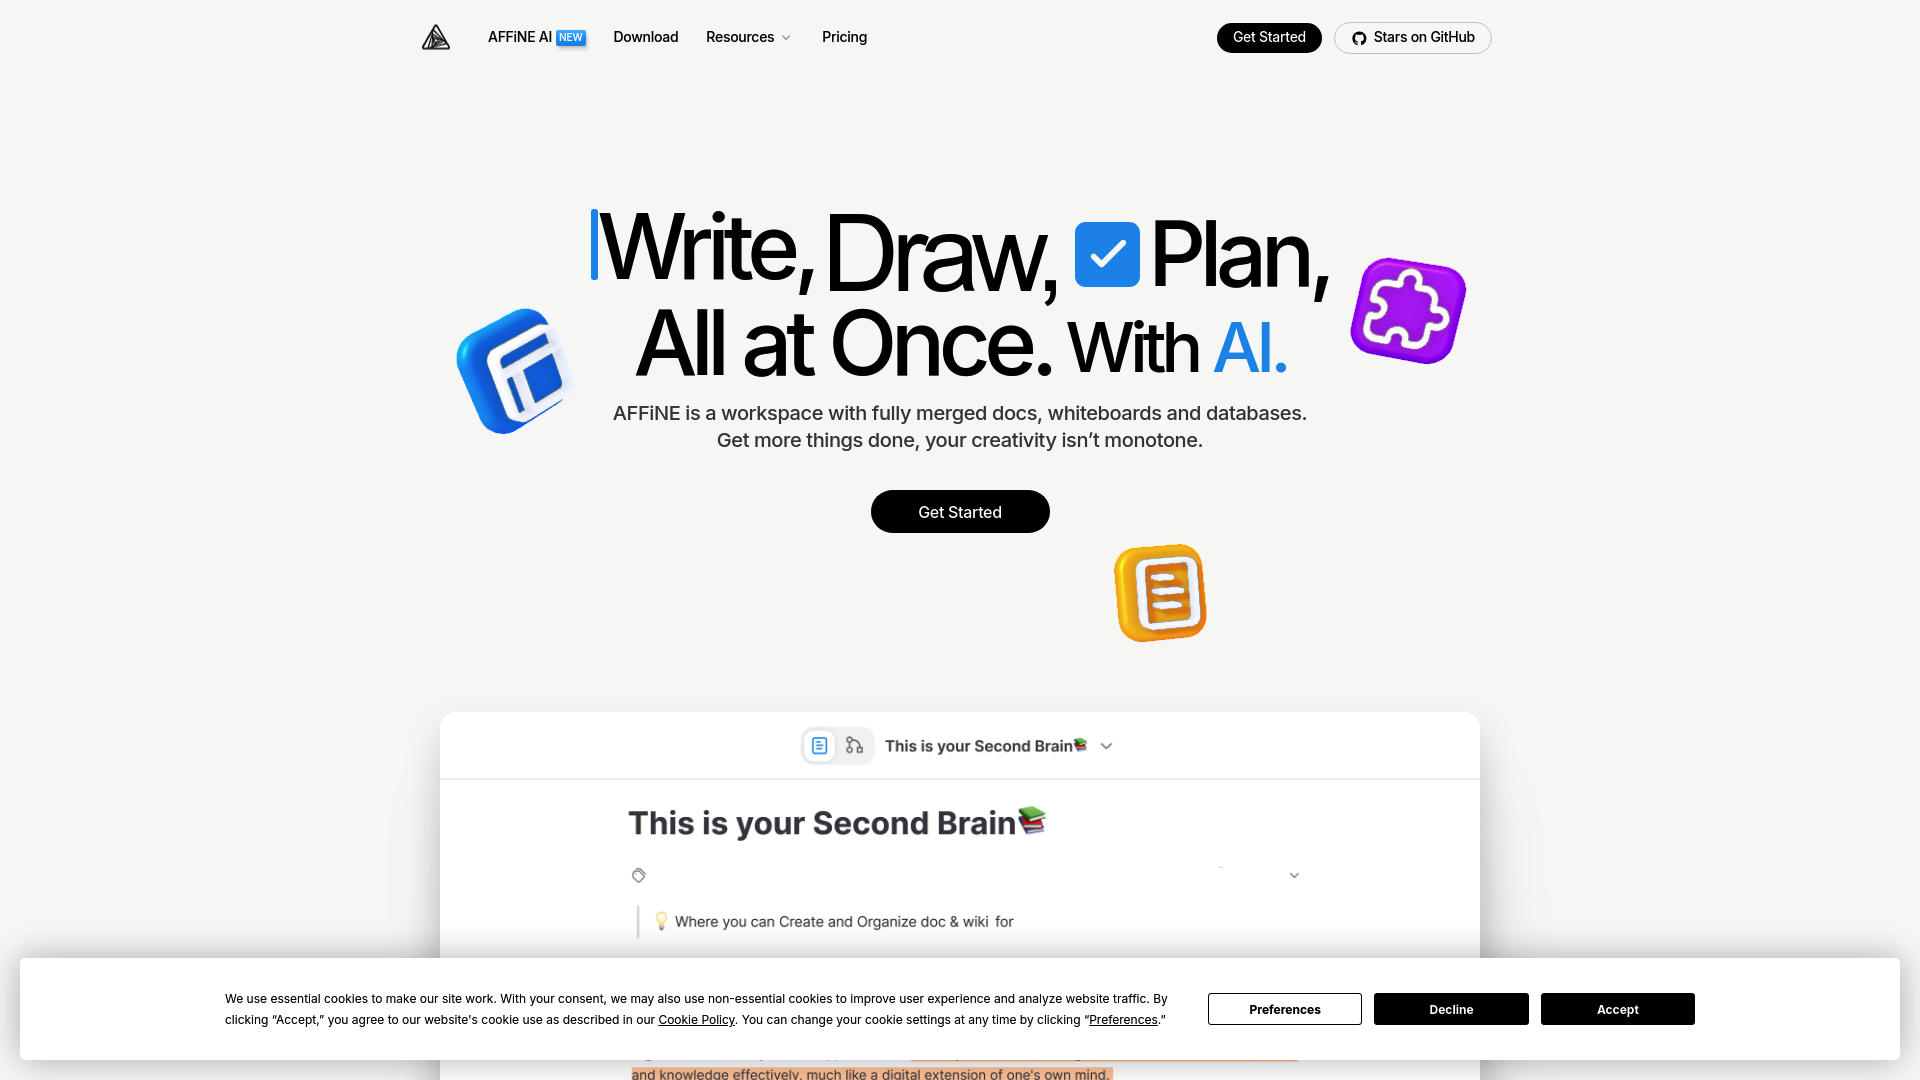 AFFiNE AI NEW Download Resources Pricing Get Started Stars on GitHub
Write, Draw, Plan,
All at Once. With AI.
AFFiNE is a workspace with fully merged docs, whiteboards and databases.
Get more things done, your creativity isn’t monotone.
Get Started
This is your Second Brain📚
This is your Second Brain📚
💡 Where you can Create and Organize doc & wiki for
We use essential cookies to make our site work. With your consent, we may also use non-essential cookies to improve user experience and analyze website traffic. By
clicking “Accept,” you agree to our website's cookie use as described in our Cookie Policy. You can change your cookie settings at any time by clicking “Preferences.”
Preferences Decline Accept
and knowledge effectively, much like a digital extension of one's own mind.